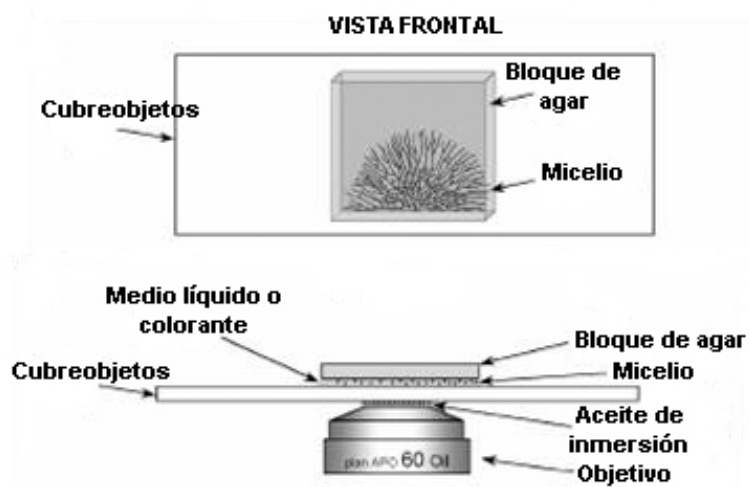 VISTA FRONTAL
Bloque de
agar
Cubreobjetos
Micelio
Medio líquido o
colorante
Bloque de agar
Cubreobjetos
Micelio
Aceite de
inmersión
plan APO 60 Oil
Objetivo